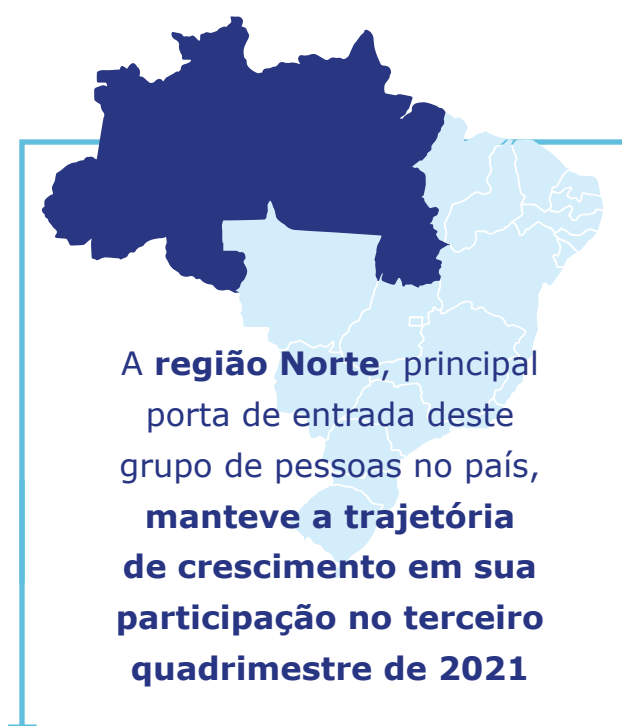 A região Norte, principal
porta de entrada deste
grupo de pessoas no país,
manteve a trajetória
de crescimento em sua
participação no terceiro
quadrimestre de 2021